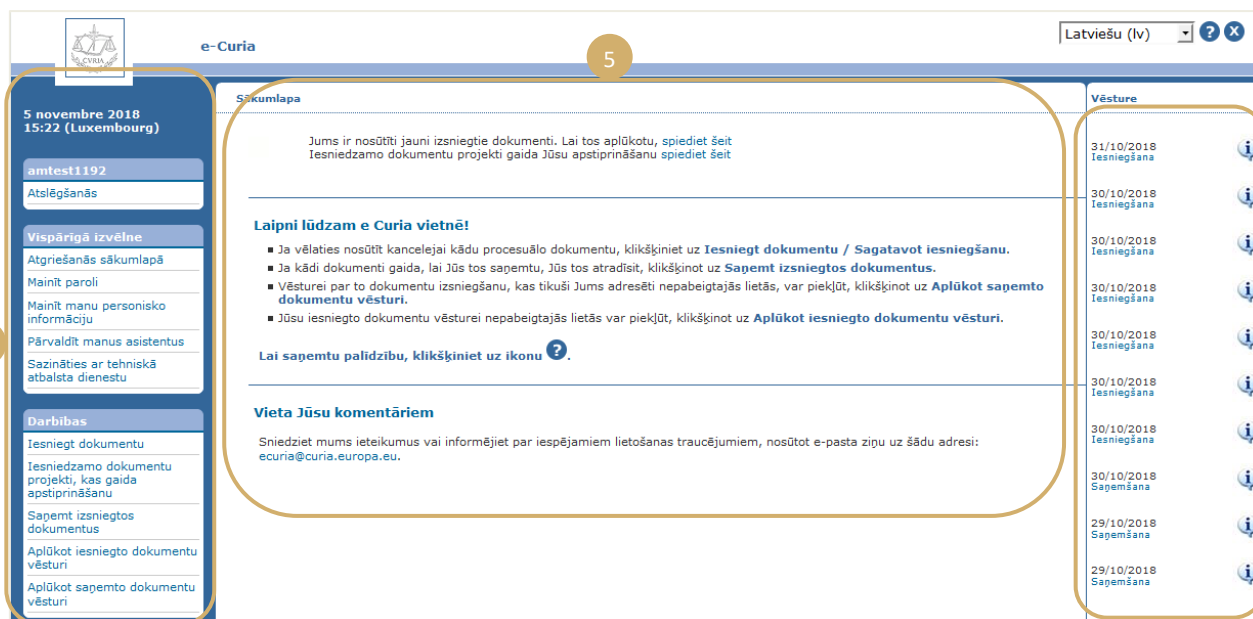 CVRIA
e-Curia
Latviešu (lv)
5
5 novembre 2018
15:22 (Luxembourg)
amtest1192
Atslēgšanās
Vispārīgā izvēlne
Atgriešanās sākumlapā
Mainīt paroli
Mainīt manu personisko
informāciju
Pārvaldīt manus asistentus
Sazināties ar tehniskā
atbalsta dienestu
Darbības
Iesniegt dokumentu
Iesniedzamo dokumentu
projekti, kas gaida
apstiprināšanu
Saņemt izsniegtos
dokumentus
Aplūkot iesniegto dokumentu
vēsturi
Aplūkot saņemto dokumentu
vēsturi
Sākumlapa
Jums ir nosūtīti jauni izsniegtie dokumenti. Lai tos aplūkotu, spiediet šeit
Iesniedzamo dokumentu projekti gaida Jūsu apstiprināšanu spiediet šeit
Laipni lūdzam e Curia vietnē!
▪ Ja vēlaties nosūtīt kancelejai kādu procesuālo dokumentu, klikšķiniet uz Iesniegt dokumentu / Sagatavot iesniegšanu.
▪ Ja kādi dokumenti gaida, lai Jūs tos saņemtu, Jūs tos atradīsit, klikšķinot uz Saņemt izsniegtos dokumentus.
▪ Vēsturei par to dokumentu izsniegšanu, kas tikuši Jums adresēti nepabeigtajās lietās, var piekļūt, klikšķinot uz Aplūkot saņemto
dokumentu vēsturi.
▪ Jūsu iesniegto dokumentu vēsturei nepabeigtajās lietās var piekļūt, klikšķinot uz Aplūkot iesniegto dokumentu vēsturi.
Lai saņemtu palīdzību, klikšķiniet uz ikonu ?.
Vieta Jūsu komentāriem
Sniedziet mums ieteikumus vai informējiet par iespējamiem lietošanas traucējumiem, nosūtot e-pasta ziņu uz šādu adresi:
ecuria@curia.europa.eu.
Vēsture
31/10/2018
Iesniegšana
30/10/2018
Iesniegšana
30/10/2018
Iesniegšana
30/10/2018
Iesniegšana
30/10/2018
Iesniegšana
30/10/2018
Iesniegšana
30/10/2018
Iesniegšana
30/10/2018
Saņemšana
29/10/2018
Saņemšana
29/10/2018
Saņemšana